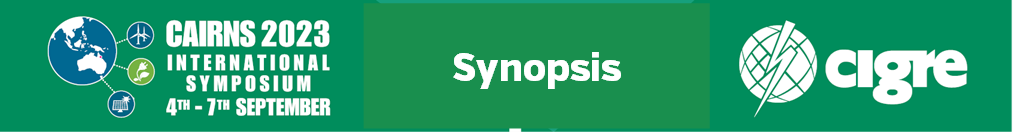 CAIRNS 2023
INTERNATIONAL
SYMPOSIUM
4TH - 7TH SEPTEMBER
Synopsis
cigre